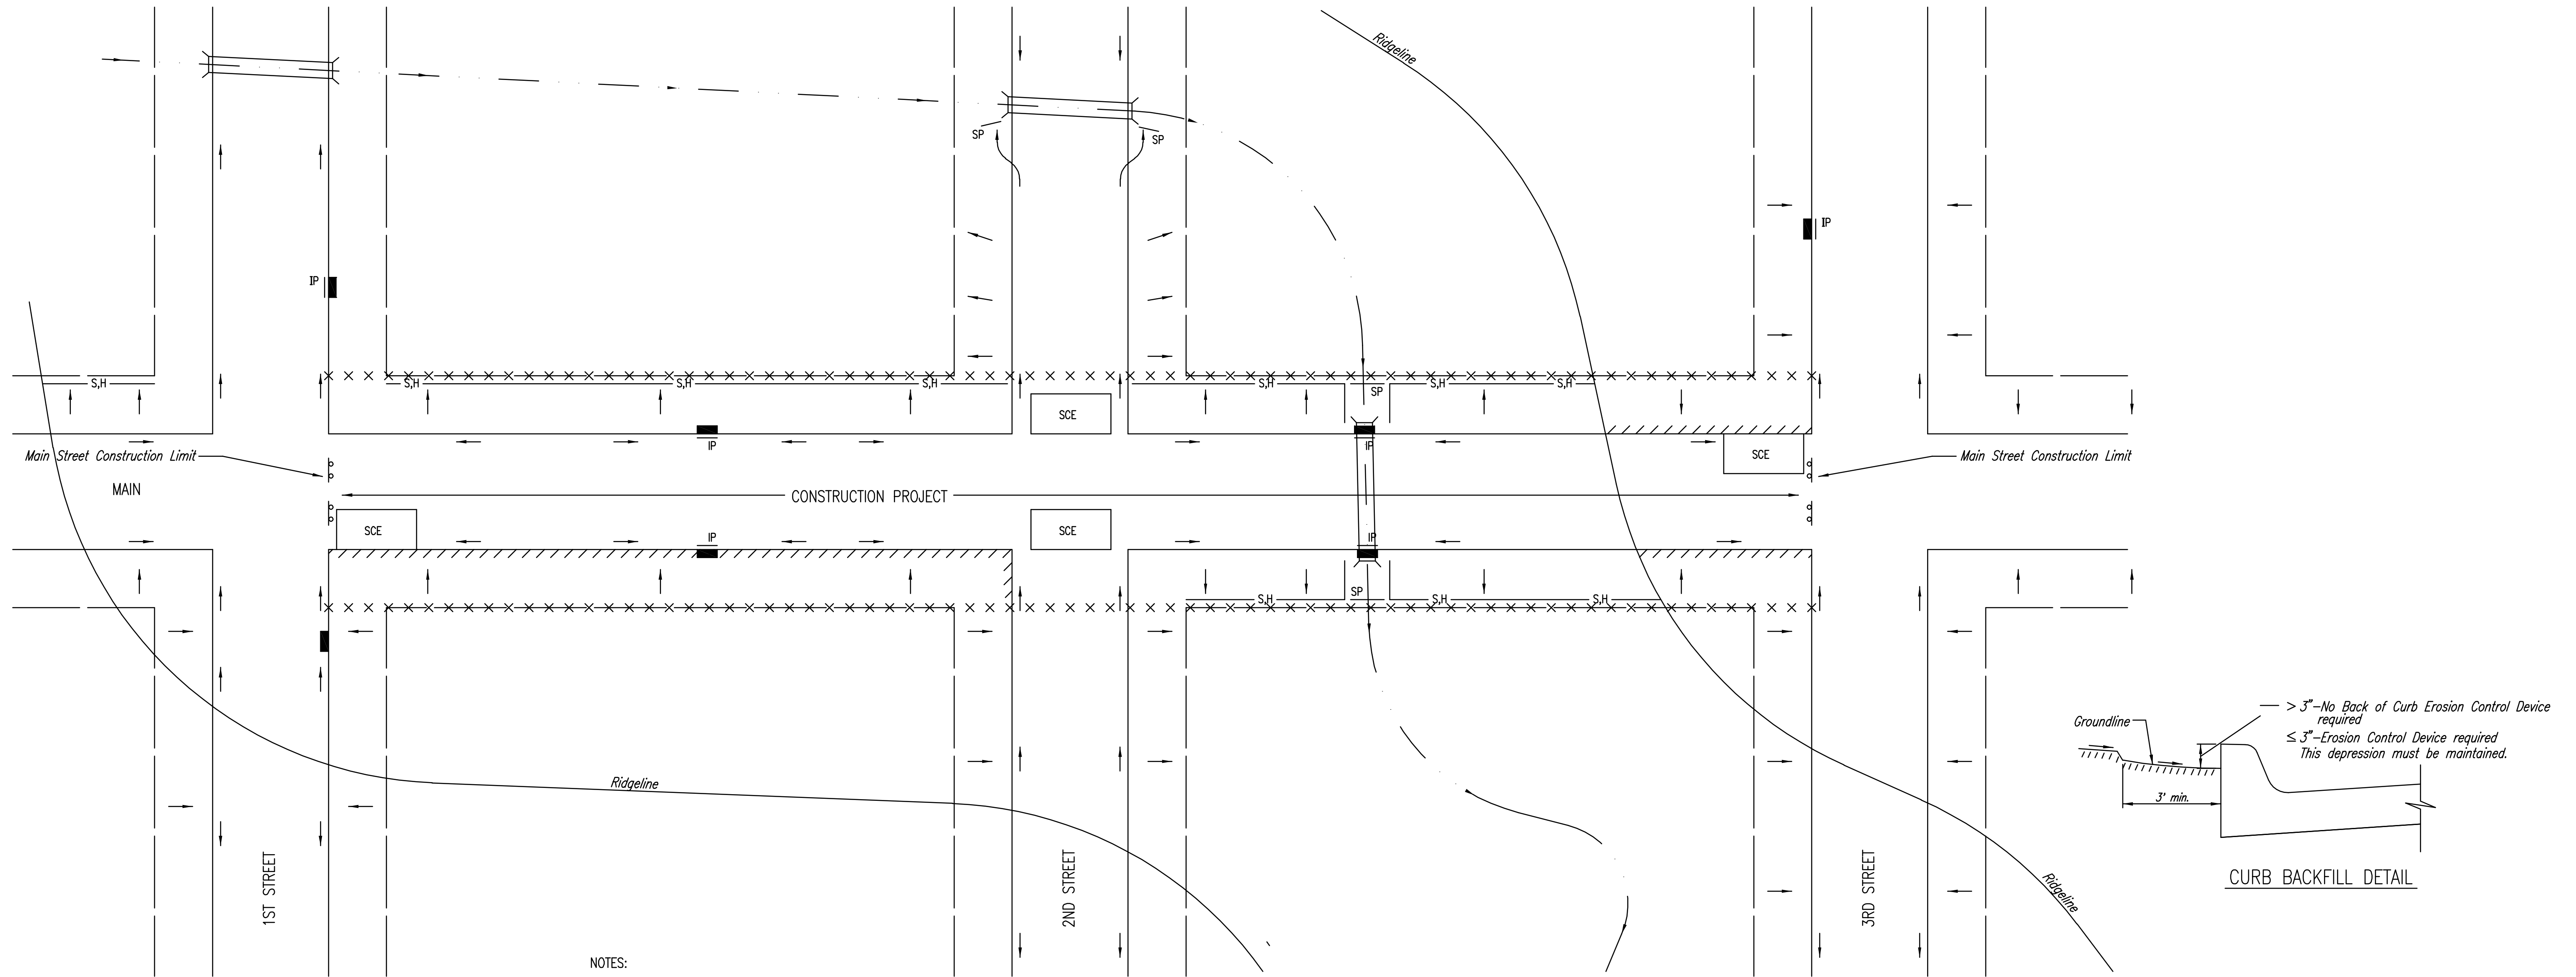 Ridgeline
SP
SP
IP
IP
S,H
S,H
S,H
S,H
S,H
SP
S,H
S,H
SCE
IP
IP
SCE
Main Street Construction Limit
Main Street Construction Limit
MAIN
CONSTRUCTION PROJECT
SCE
SCE
IP
IP
S,H
SP
S,H
S,H
Ridgeline
1ST STREET
2ND STREET
3RD STREET
Ridgeline
NOTES:
Groundline
> 3"-No Back of Curb Erosion Control Device
required
≤ 3"-Erosion Control Device required
This depression must be maintained.
3' min.
CURB BACKFILL DETAIL